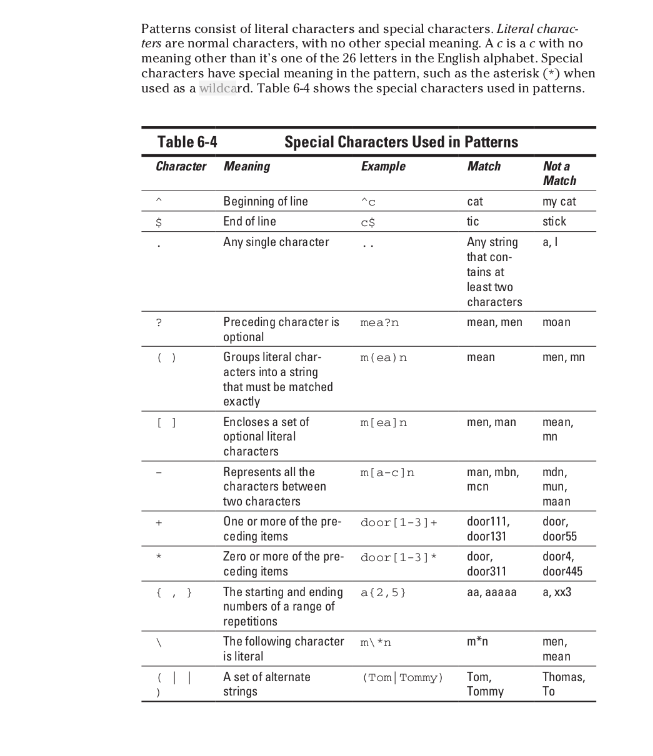 Patterns consist of literal characters and special characters. Literal charac-
ters are normal characters, with no other special meaning. A c is a c with no
meaning other than it's one of the 26 letters in the English alphabet. Special
characters have special meaning in the pattern, such as the asterisk (*) when
used as a wildcard. Table 6-4 shows the special characters used in patterns.
Table 6-4 Special Characters Used in Patterns
Character Meaning Example Match Not a
Match
^ Beginning of line ^c cat my cat
$ End of line c$ tic stick
. Any single character .. Any string a, I
that con-
tains at
least two
characters
? Preceding character is mea?n mean, men moan
optional
( ) Groups literal char- m(ea)n mean men, mn
acters into a string
that must be matched
exactly
[ ] Encloses a set of m[ea]n men, man mean,
optional literal mn
characters
– Represents all the m[a-c]n man, mbn, mdn,
characters between mcn mun,
two characters maan
+ One or more of the pre- door[1-3]+ door111, door,
ceding items door131 door55
* Zero or more of the pre- door[1-3]* door, door4,
ceding items door311 door445
{ , } The starting and ending a{2,5} aa, aaaaa a, xx3
numbers of a range of
repetitions
\ The following character m\*n m*n men,
is literal mean
( | | A set of alternate (Tom|Tommy) Tom, Thomas,
) strings Tommy To